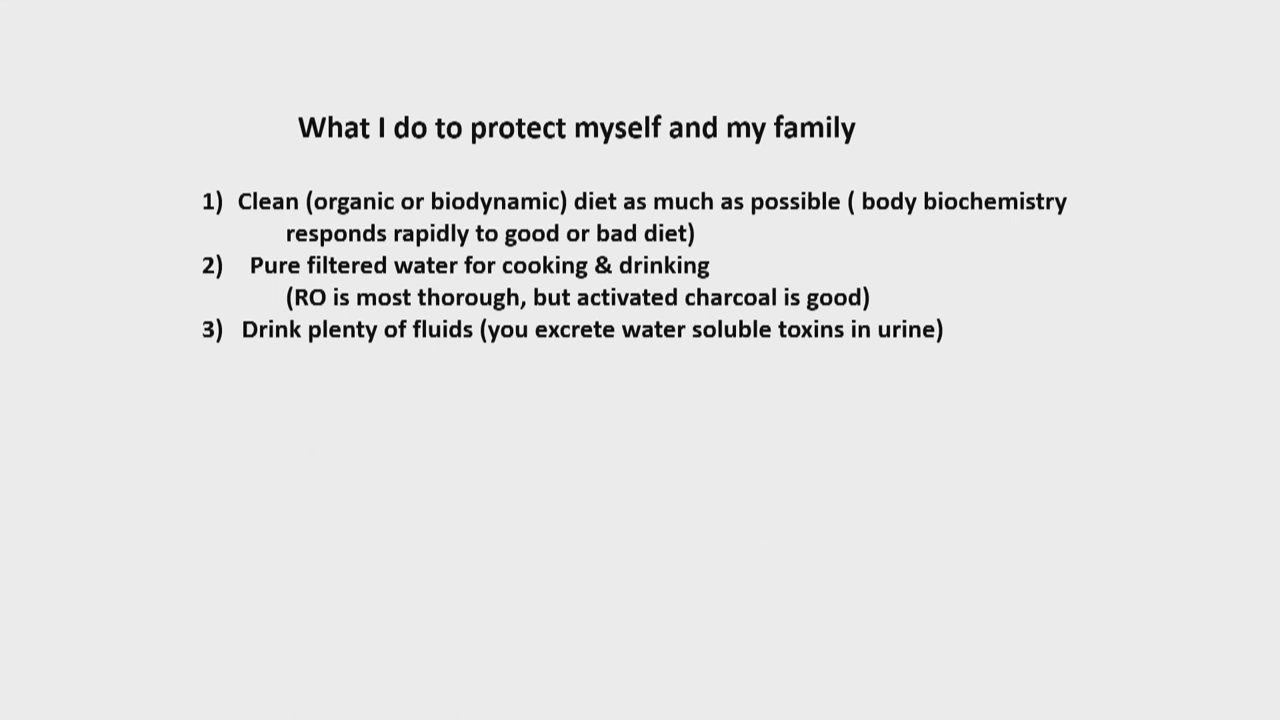 What I do to protect myself and my family
1) Clean (organic or biodynamic) diet as much as possible ( body biochemistry
responds rapidly to good or bad diet)
2) Pure filtered water for cooking & drinking
(RO is most thorough, but activated charcoal is good)
3) Drink plenty of fluids (you excrete water soluble toxins in urine)